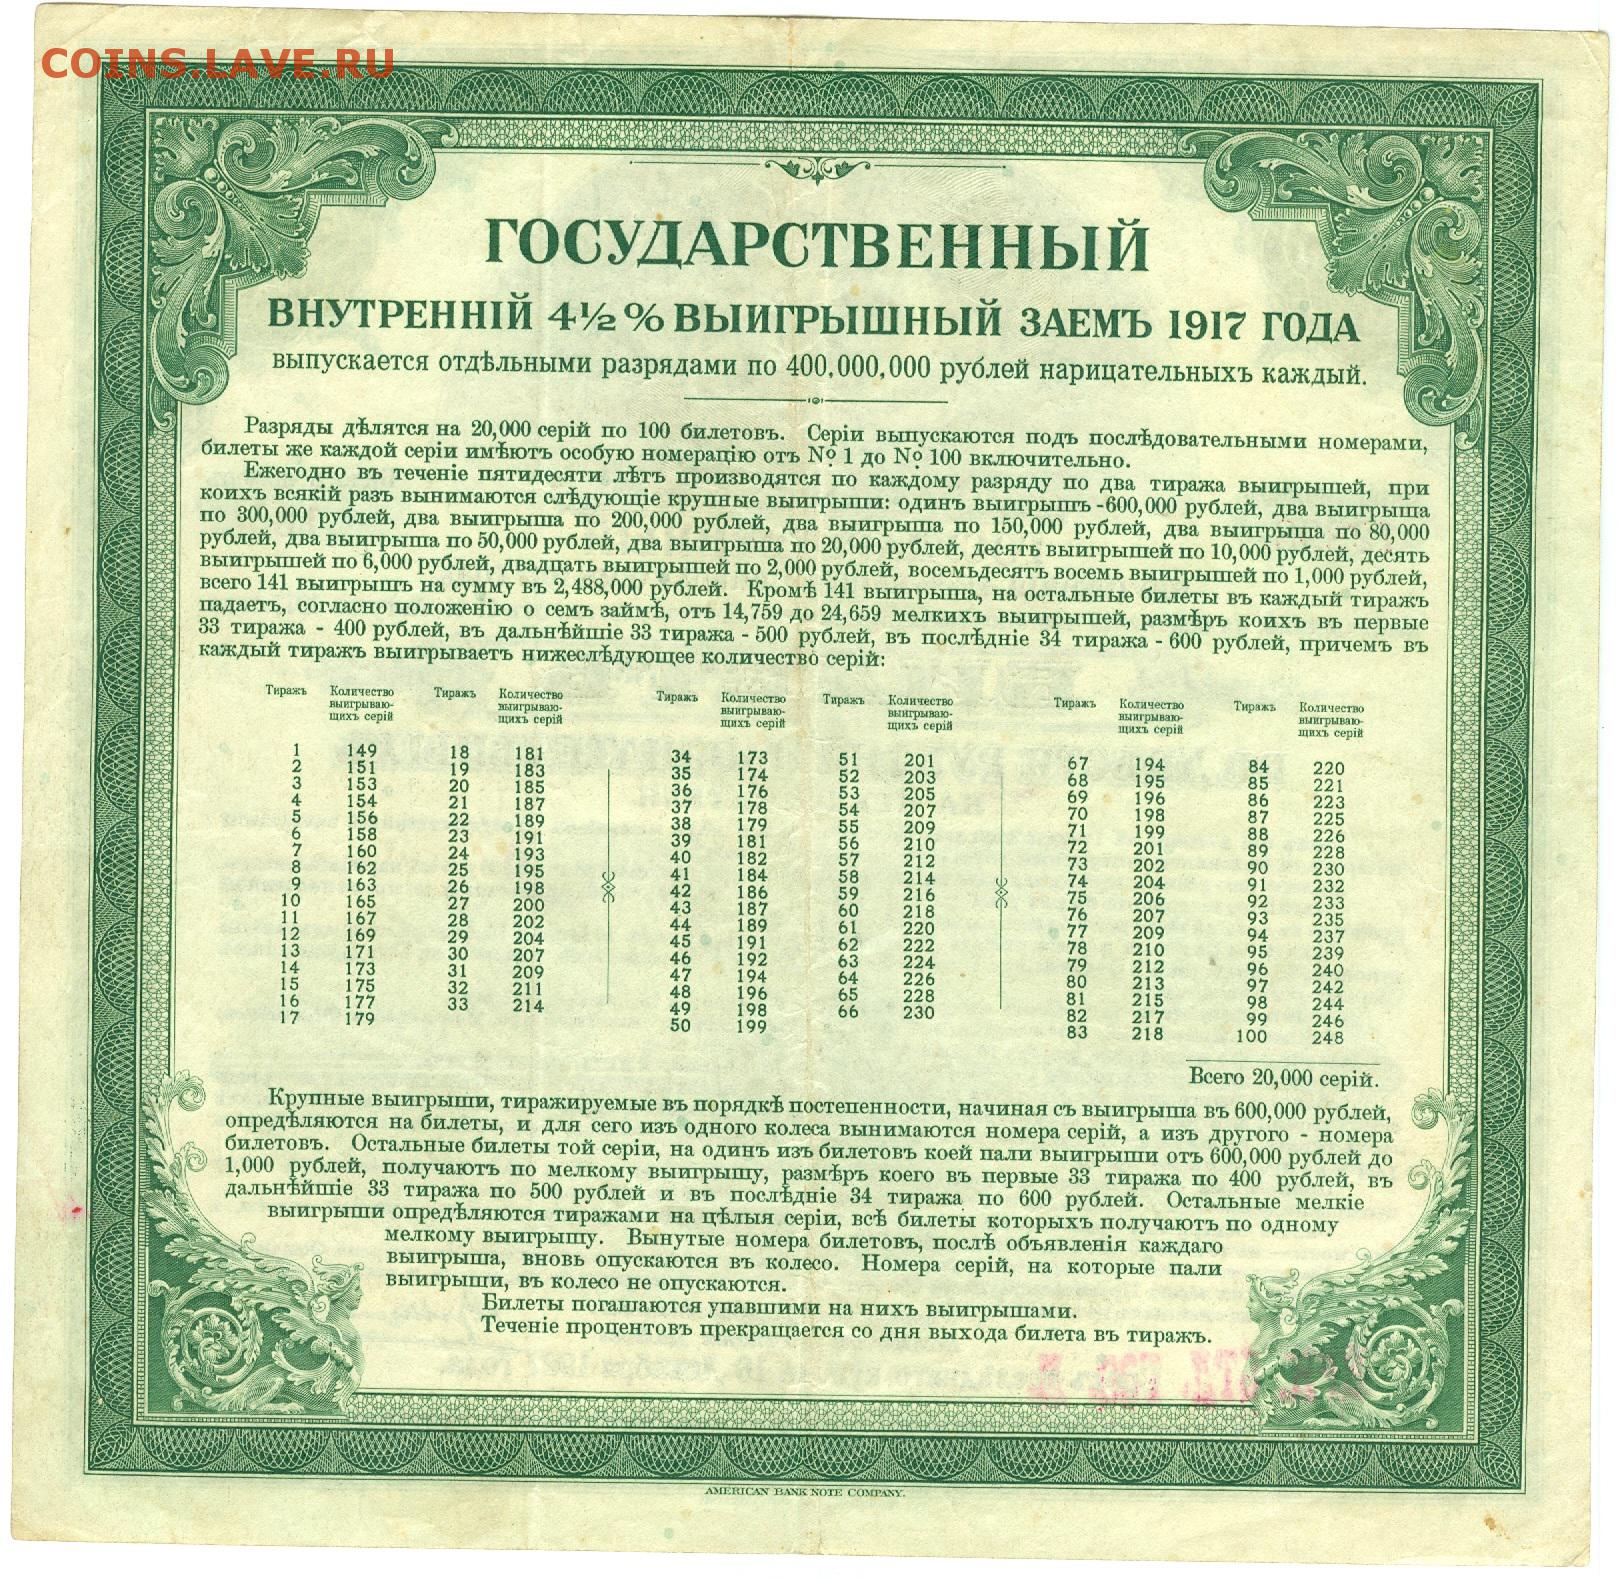 COINS.LAVE.RU
ГОСУДАРСТВЕННЫЙ
ВНУТРЕННІЙ 4½% ВЫИГРЫШНЫЙ ЗАЕМЪ 1917 ГОДА
выпускается отдѣльными разрядами по 400,000,000 рублей нарицательныхъ каждый.
Разряды дѣлятся на 20,000 серій по 100 билетовъ. Серіи выпускаются подъ послѣдовательными номерами,
билеты же каждой серіи имѣютъ особую номерацію отъ № 1 до № 100 включительно.
Ежегодно въ теченіе пятидесяти лѣтъ производятся по каждому разряду по два тиража выигрышей, при
коихъ всякій разъ вынимаются слѣдующіе крупные выигрыши: одинъ выигрышъ -600,000 рублей, два выигрыша
по 300,000 рублей, два выигрыша по 200,000 рублей, два выигрыша по 150,000 рублей, два выигрыша по 80,000
рублей, два выигрыша по 50,000 рублей, два выигрыша по 20,000 рублей, десять выигрышей по 10,000 рублей, десять
выигрышей по 6,000 рублей, двадцать выигрышей по 2,000 рублей, восемьдесятъ восемь выигрышей по 1,000 рублей,
всего 141 выигрышъ на сумму въ 2,488,000 рублей. Кромѣ 141 выигрыша, на остальные билеты въ каждый тиражъ
падаетъ, согласно положенію о семъ займѣ, отъ 14,759 до 24,659 мелкихъ выигрышей, размѣръ коихъ въ первые
33 тиража - 400 рублей, въ дальнѣйшіе 33 тиража - 500 рублей, въ послѣдніе 34 тиража - 600 рублей, причемъ въ
каждый тиражъ выигрываетъ нижеслѣдующее количество серій:
Тиражъ Количество выигрываю-щихъ серій Тиражъ Количество выигрываю-щихъ серій Тиражъ Количество выигрываю-щихъ серій Тиражъ Количество выигрываю-щихъ серій Тиражъ Количество выигрываю-щихъ серій Тиражъ Количество выигрываю-щихъ серій
1 149 18 181 34 173 51 201 67 194 84 220
2 151 19 183 35 174 52 203 68 195 85 221
3 153 20 185 36 176 53 205 69 196 86 223
4 154 21 187 37 178 54 207 70 198 87 225
5 156 22 189 38 179 55 209 71 199 88 226
6 158 23 191 39 181 56 210 72 201 89 228
7 160 24 193 40 182 57 212 73 202 90 230
8 162 25 195 41 184 58 214 74 204 91 232
9 163 26 198 42 186 59 216 75 206 92 233
10 165 27 200 43 187 60 218 76 207 93 235
11 167 28 202 44 189 61 220 77 209 94 237
12 169 29 204 45 191 62 222 78 210 95 239
13 171 30 207 46 192 63 224 79 212 96 240
14 173 31 209 47 194 64 226 80 213 97 242
15 175 32 211 48 196 65 228 81 215 98 244
16 177 33 214 49 198 66 230 82 217 99 246
17 179 50 199 83 218 100 248
Всего 20,000 серій.
Крупные выигрыши, тиражируемые въ порядкѣ постепенности, начиная съ выигрыша въ 600,000 рублей,
опредѣляются на билеты, и для сего изъ одного колеса вынимаются номера серій, а изъ другого - номера
билетовъ. Остальные билеты той серіи, на одинъ изъ билетовъ коей пали выигрыши отъ 600,000 рублей до
1,000 рублей, получаютъ по мелкому выигрышу, размѣръ коего въ первые 33 тиража по 400 рублей, въ
дальнѣйшіе 33 тиража по 500 рублей и въ послѣдніе 34 тиража по 600 рублей. Остальные мелкіе
выигрыши опредѣляются тиражами на цѣлыя серіи, всѣ билеты которыхъ получаютъ по одному
мелкому выигрышу. Вынутые номера билетовъ, послѣ объявленія каждаго
выигрыша, вновь опускаются въ колесо. Номера серій, на которые пали
выигрыши, въ колесо не опускаются.
Билеты погашаются упавшими на нихъ выигрышами.
Теченіе процентовъ прекращается со дня выхода билета въ тиражъ.
AMERICAN BANK NOTE COMPANY.